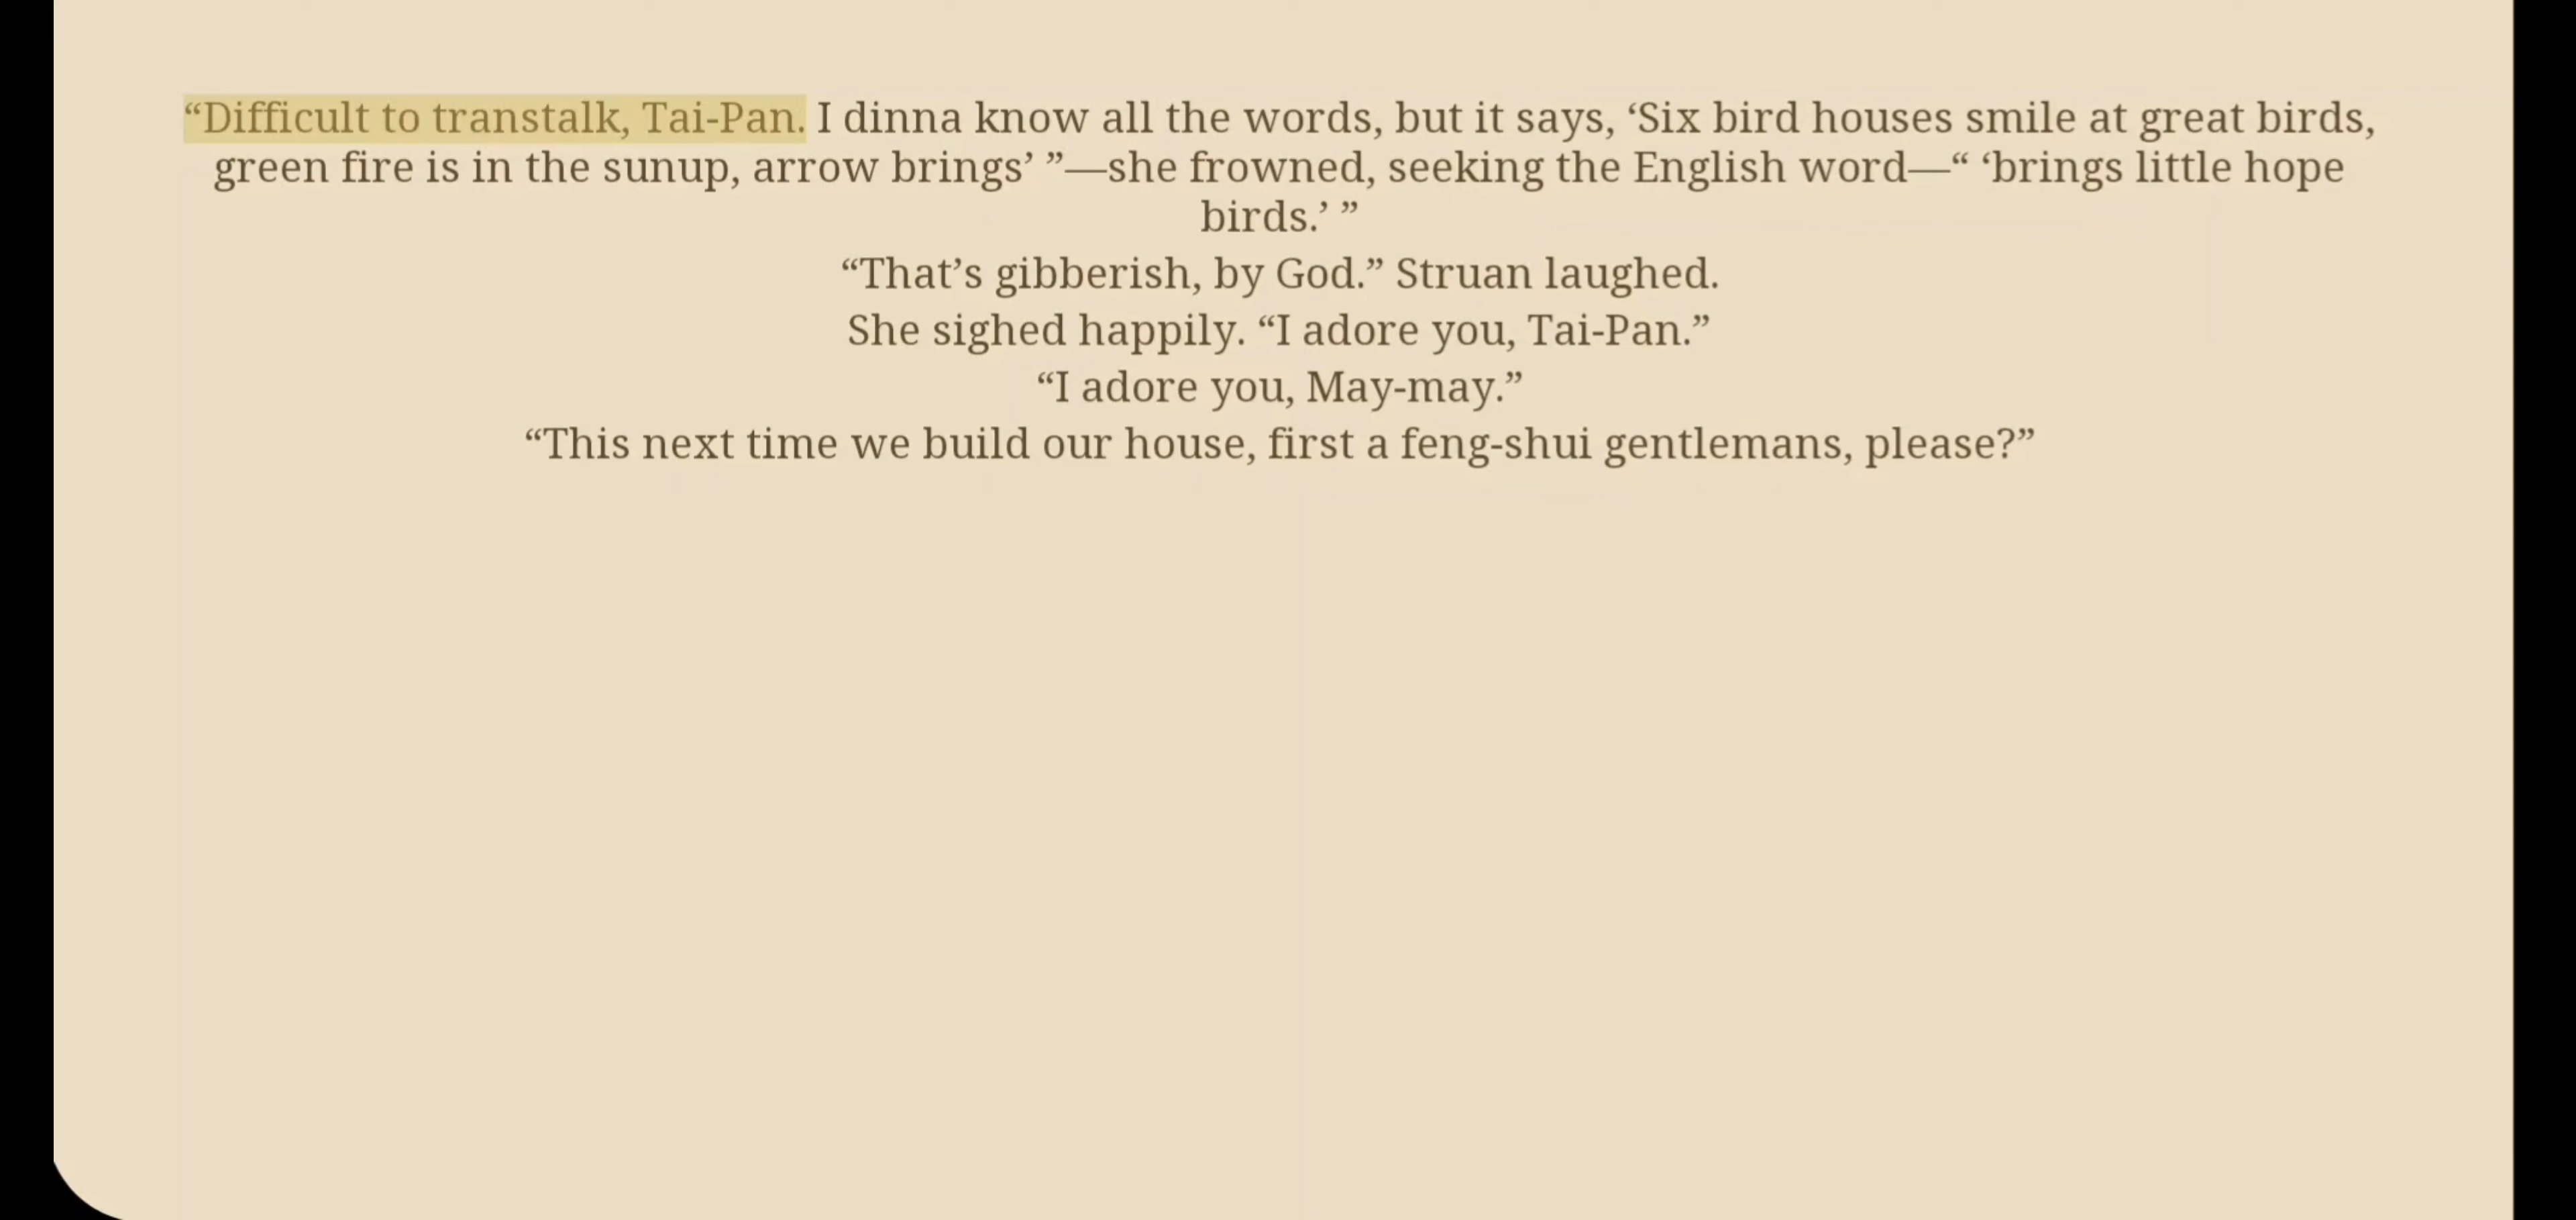 “Difficult to transtalk, Tai-Pan. I dinna know all the words, but it says, ‘Six bird houses smile at great birds,
green fire is in the sunup, arrow brings’ ”—she frowned, seeking the English word—“ ‘brings little hope
birds.’ ”
“That’s gibberish, by God.” Struan laughed.
She sighed happily. “I adore you, Tai-Pan.”
“I adore you, May-may.”
“This next time we build our house, first a feng-shui gentlemans, please?”